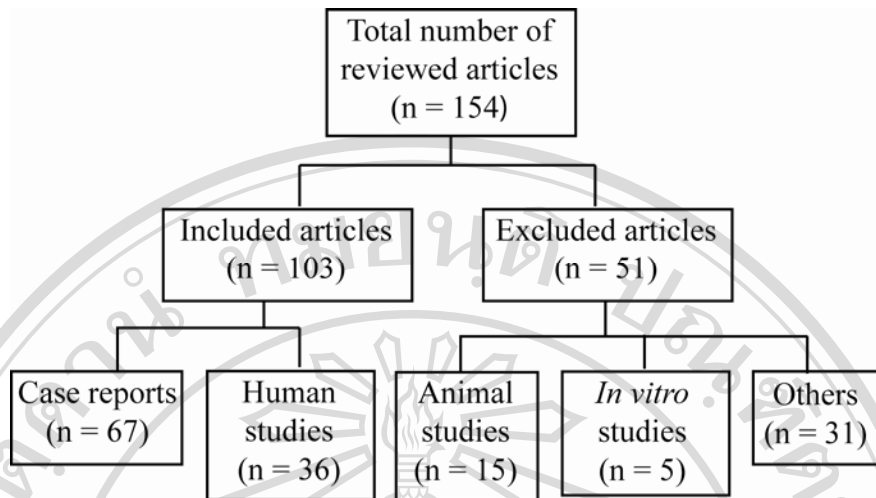 Total number of
reviewed articles
(n = 154)
Included articles
(n = 103)
Excluded articles
(n = 51)
Case reports
(n = 67)
Human
studies
(n = 36)
Animal
studies
(n = 15)
In vitro
studies
(n = 5)
Others
(n = 31)